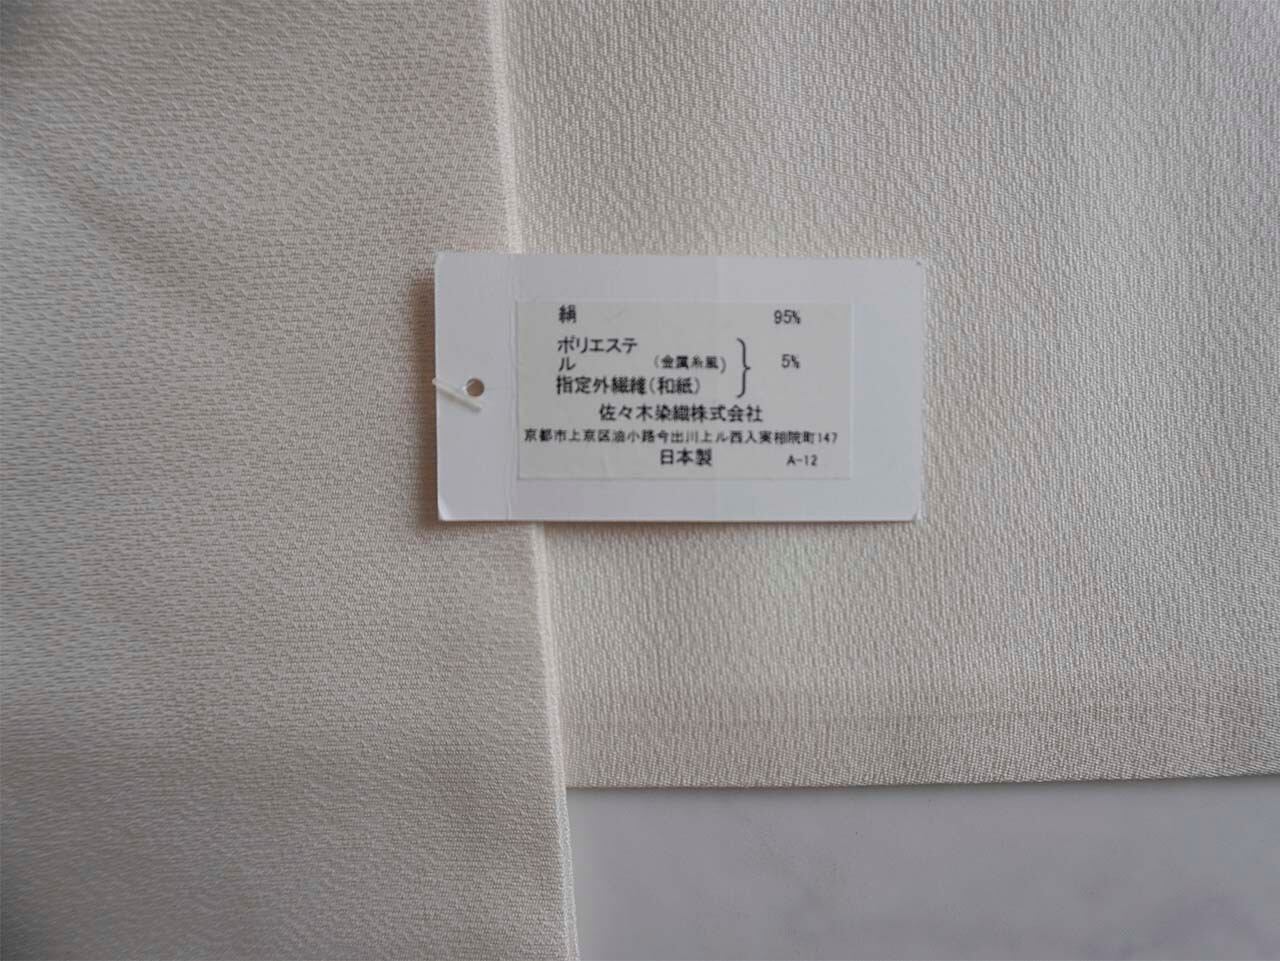 絹 95%
ポリエステ
ル (金属糸風) 5%
指定外繊維(和紙)
佐々木染織株式会社
京都市上京区油小路今出川上ル西入実相院町147
日本製 A-12